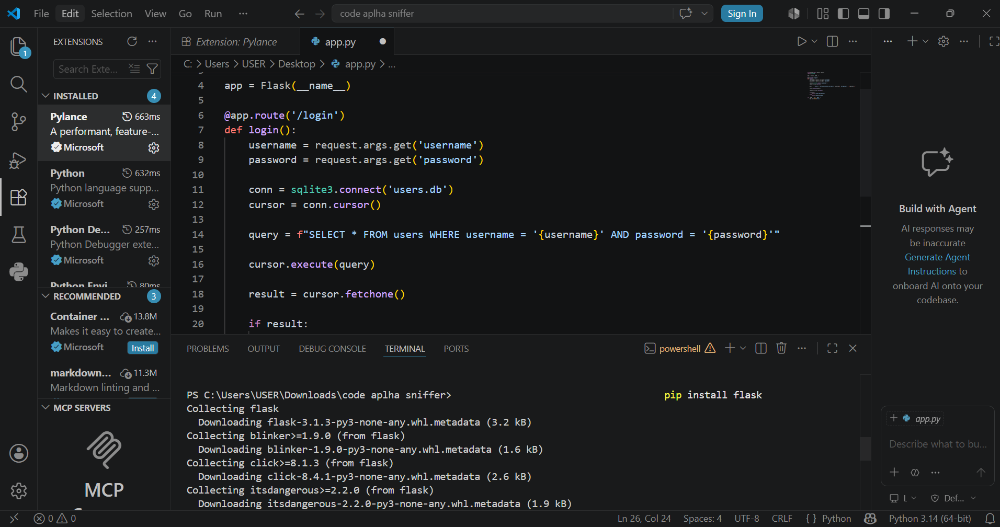 File Edit Selection View Go Run ··· code aplha sniffer Sign In
EXTENSIONS
1
Search Exte...
INSTALLED 4
Pylance 663ms
A performant, feature-...
Microsoft
Python 632ms
Python language supp...
Microsoft
Python De... 257ms
Python Debugger exte...
Microsoft
Python Envi 80ms
RECOMMENDED 3
Container ... 13.8M
Makes it easy to create...
Microsoft Install
markdown... 11.3M
Markdown linting and ...
MCP SERVERS
MCP
Extension: Pylance app.py
C: > Users > USER > Desktop > app.py > ...
4 app = Flask(__name__)
5
6 @app.route('/login')
7 def login():
8 username = request.args.get('username')
9 password = request.args.get('password')
10
11 conn = sqlite3.connect('users.db')
12 cursor = conn.cursor()
13
14 query = f"SELECT * FROM users WHERE username = '{username}' AND password = '{password}'"
15
16 cursor.execute(query)
17
18 result = cursor.fetchone()
19
20 if result:
PROBLEMS OUTPUT DEBUG CONSOLE TERMINAL PORTS powershell
PS C:\Users\USER\Downloads\code aplha sniffer> pip install flask
Collecting flask
Downloading flask-3.1.3-py3-none-any.whl.metadata (3.2 kB)
Collecting blinker>=1.9.0 (from flask)
Downloading blinker-1.9.0-py3-none-any.whl.metadata (1.6 kB)
Collecting click>=8.1.3 (from flask)
Downloading click-8.4.1-py3-none-any.whl.metadata (2.6 kB)
Collecting itsdangerous>=2.2.0 (from flask)
Downloading itsdangerous-2.2.0-py3-none-any.whl.metadata (1.9 kB)
Build with Agent
AI responses may
be inaccurate
Generate Agent
Instructions to
onboard AI onto your
codebase.
app.py
Describe what to bu...
L Def...
0 0 Ln 26, Col 24 Spaces: 4 UTF-8 CRLF { } Python Python 3.14 (64-bit)